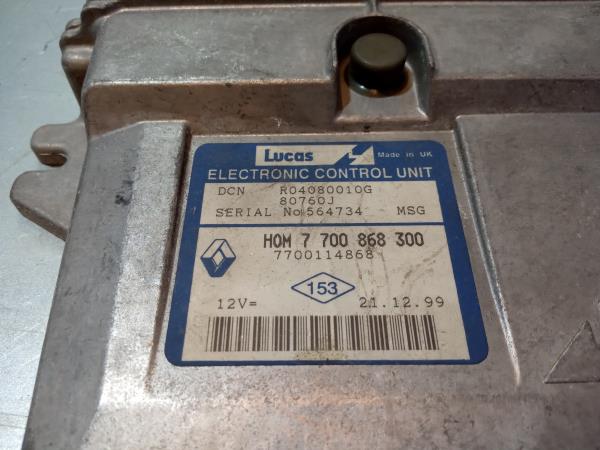 Lucas Made in UK
ELECTRONIC CONTROL UNIT
DCN R04080010G
80760J
SERIAL No 564734 MSG
HOM 7 700 868 300
7700114868
153
12V= 21.12.99